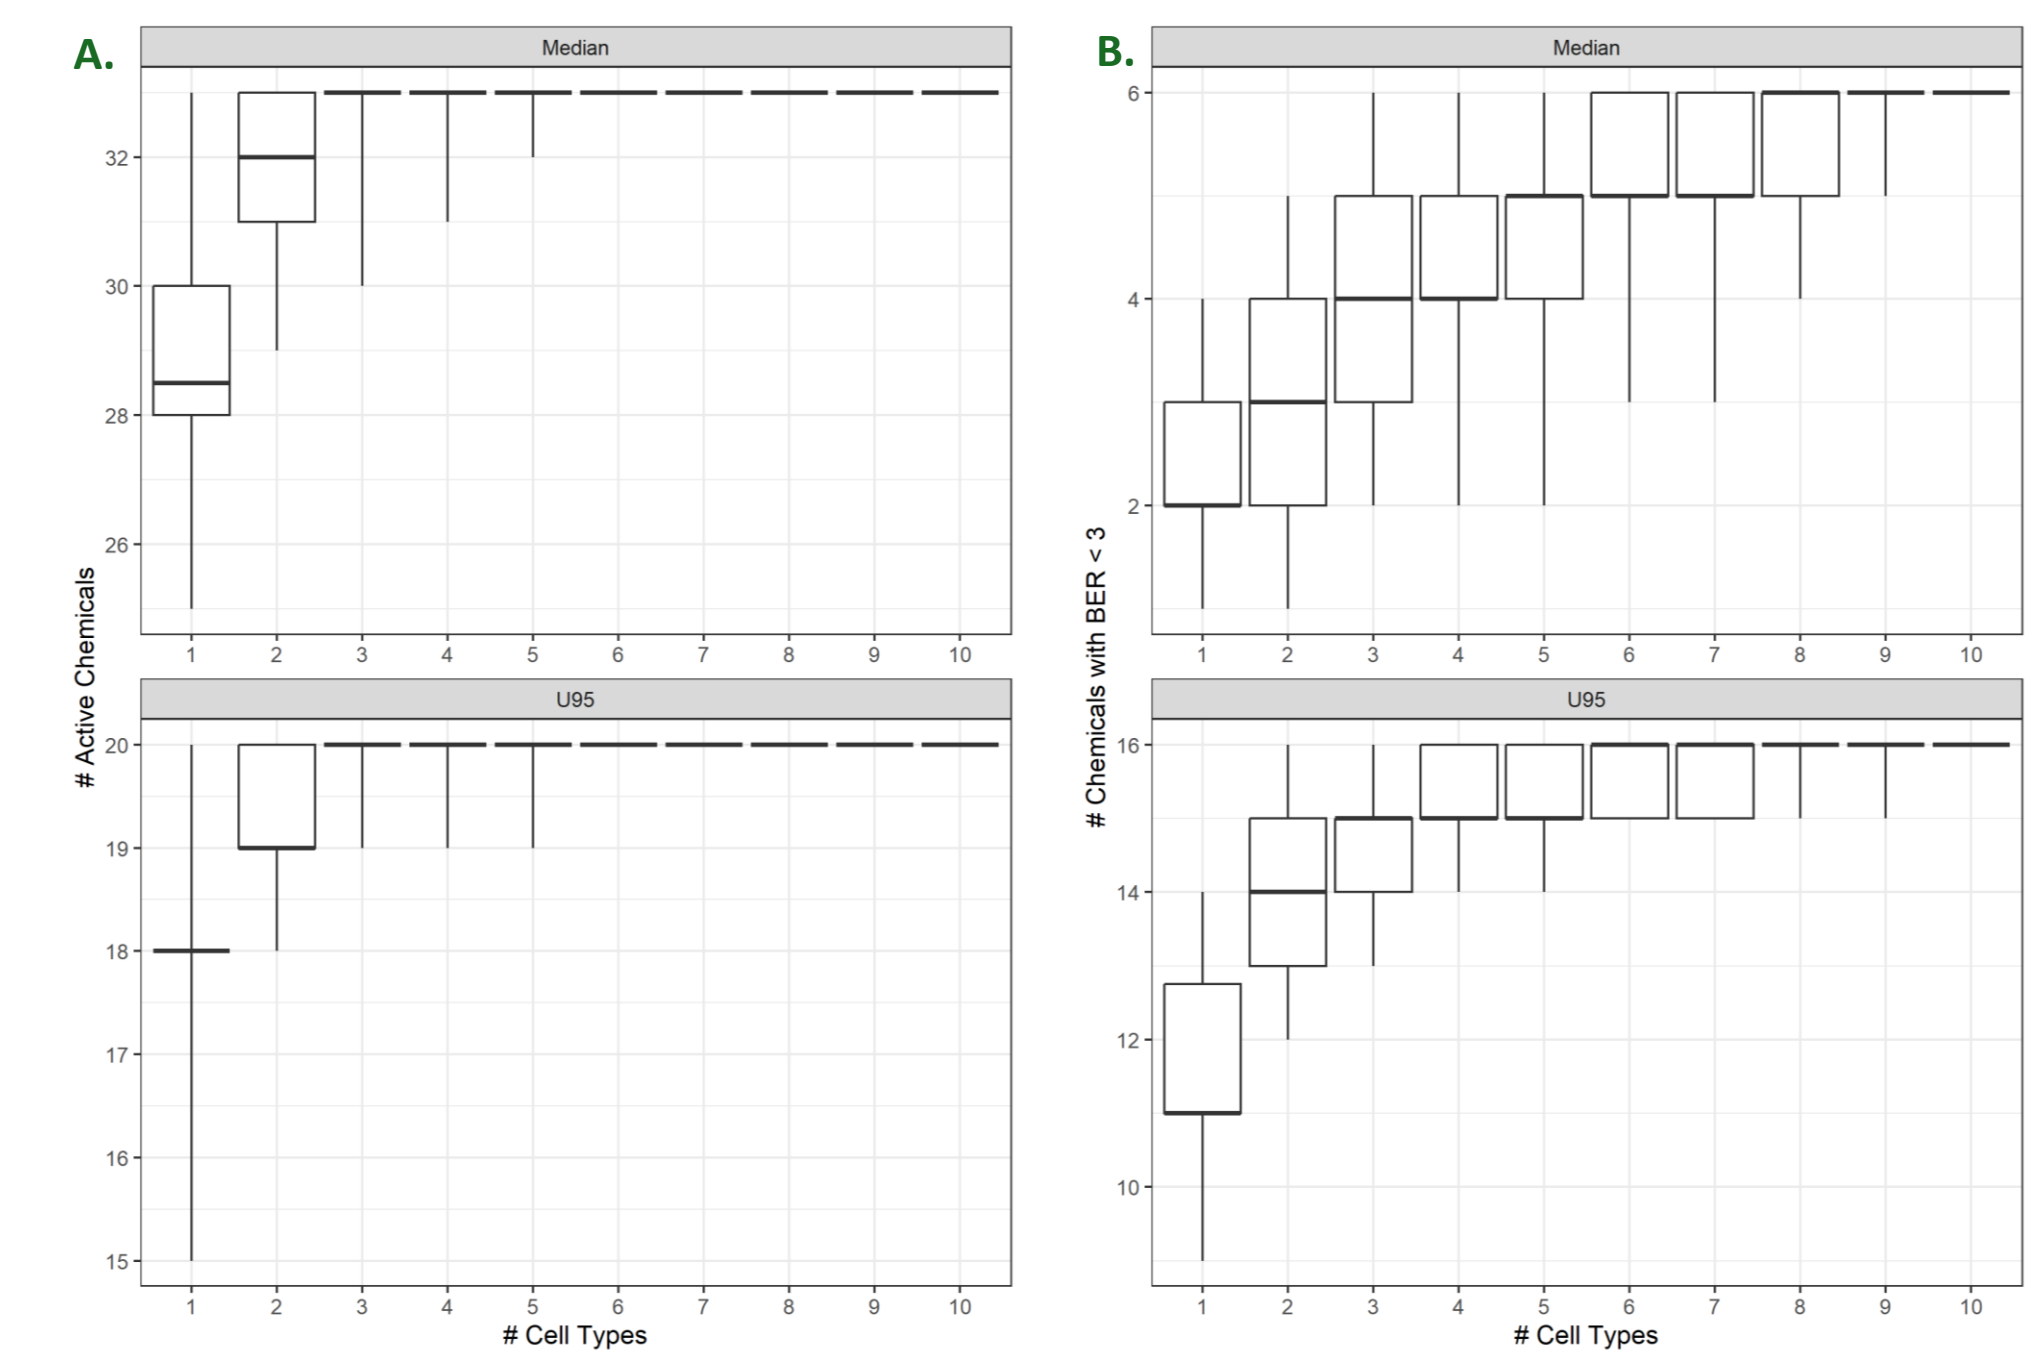 A.
Median
32
30
28
26
1 2 3 4 5 6 7 8 9 10
U95
20
19
18
17
16
15
1 2 3 4 5 6 7 8 9 10
# Active Chemicals
# Cell Types
B.
Median
6
4
2
1 2 3 4 5 6 7 8 9 10
U95
16
14
12
10
1 2 3 4 5 6 7 8 9 10
# Chemicals with BER < 3
# Cell Types